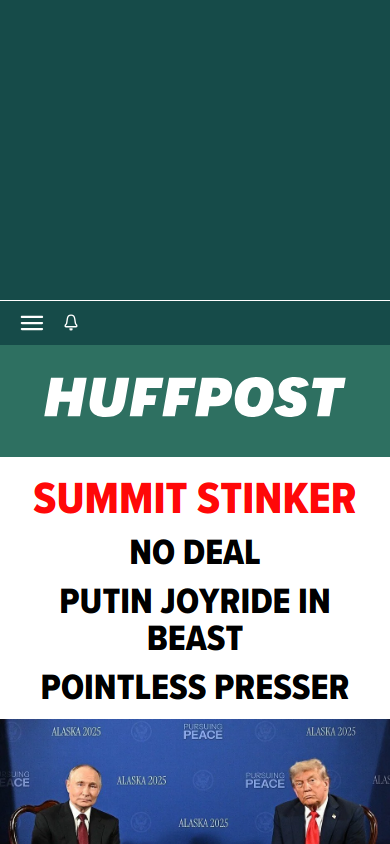 HUFFPOST
SUMMIT STINKER
NO DEAL
PUTIN JOYRIDE IN
BEAST
POINTLESS PRESSER
ALASKA 2025
PURSUING
PEACE
ALASKA 2025
PEACE
ALASKA 2025
PURSUING
PEACE
ALASKA 2025